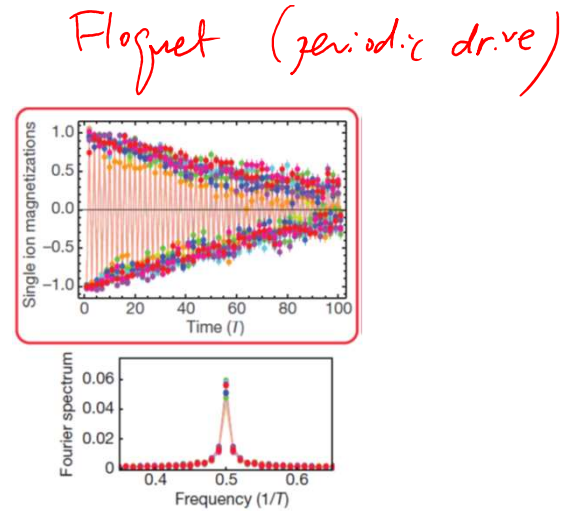 Floquet (periodic drive)
Single ion magnetizations
1.0
0.5
0.0
−0.5
−1.0
0 20 40 60 80 100
Time (T)
Fourier spectrum
0.06
0.04
0.02
0
0.4 0.5 0.6
Frequency (1/T)